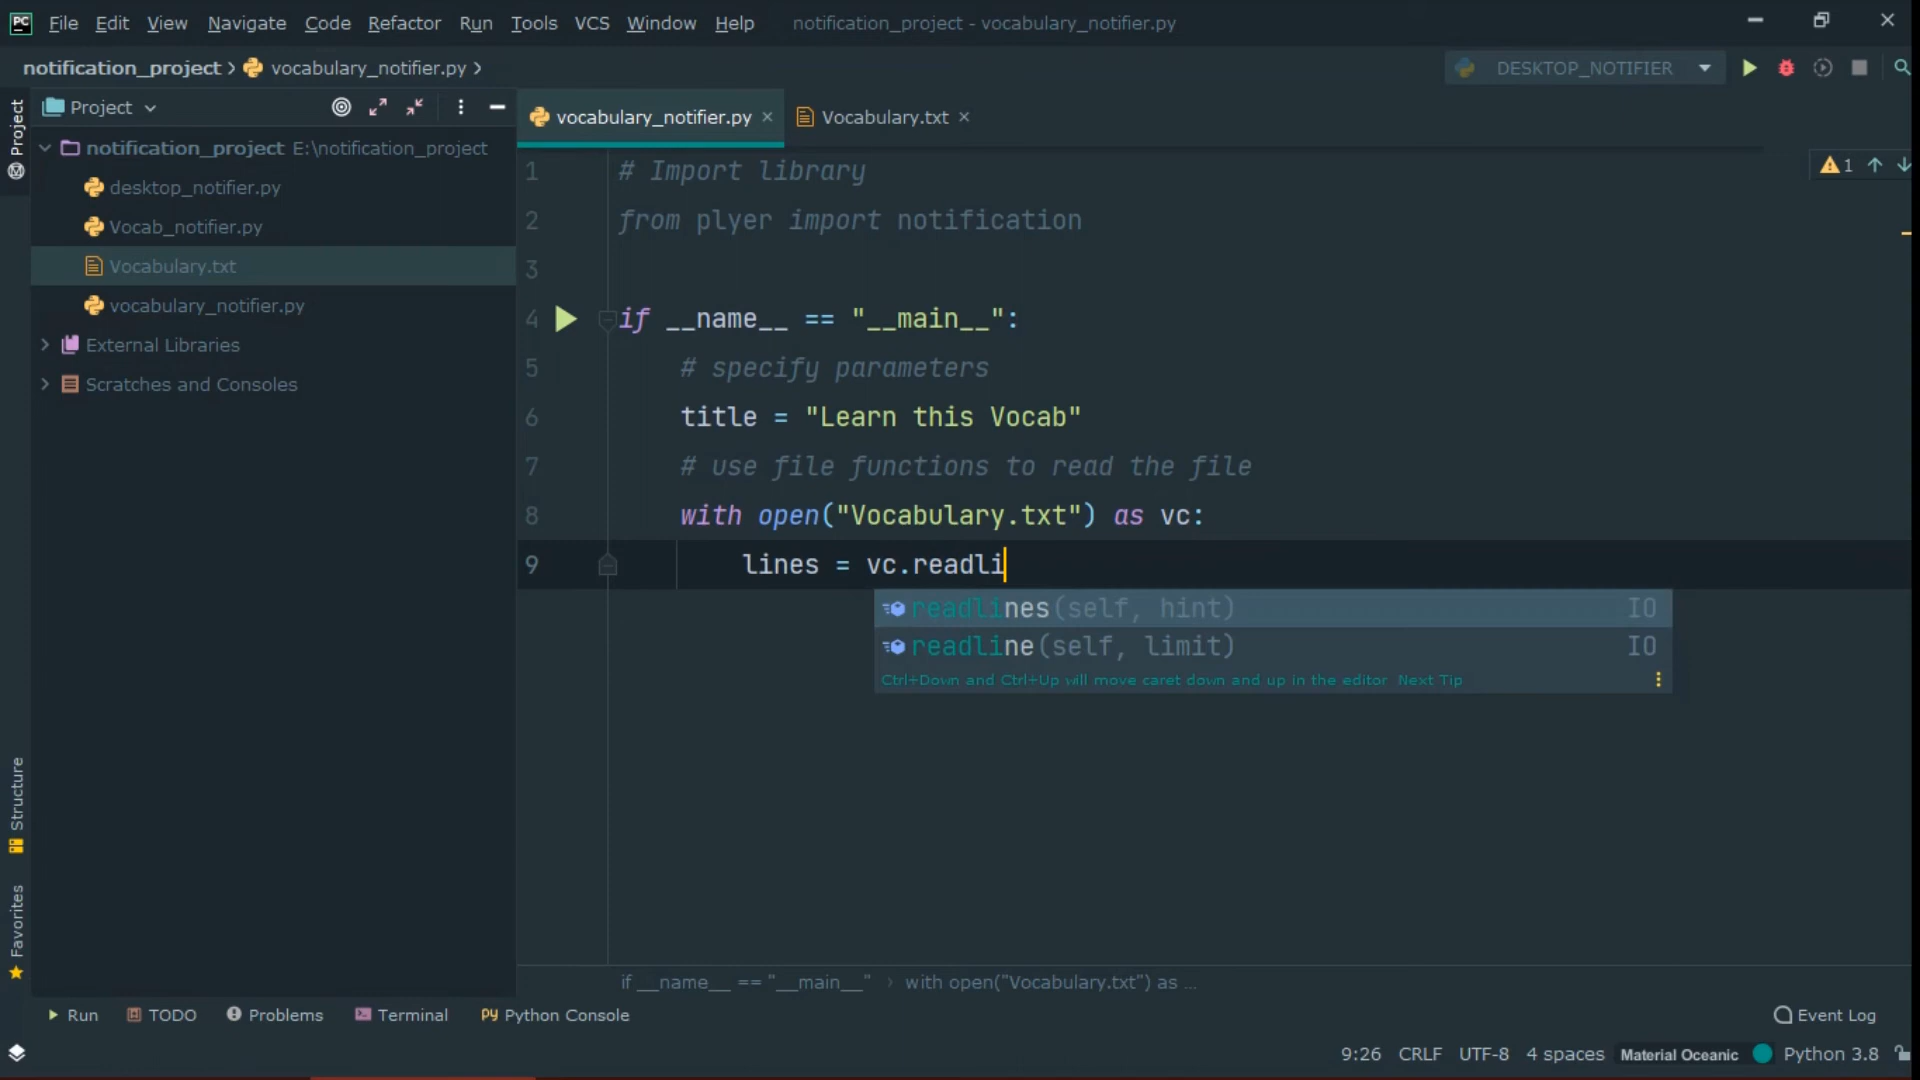 PC File Edit View Navigate Code Refactor Run Tools VCS Window Help notification_project - vocabulary_notifier.py
notification_project vocabulary_notifier.py DESKTOP_NOTIFIER
Project
Project
vocabulary_notifier.py Vocabulary.txt
notification_project E:\notification_project
desktop_notifier.py
Vocab_notifier.py
Vocabulary.txt
vocabulary_notifier.py
External Libraries
Scratches and Consoles
1
1 # Import library
2 from plyer import notification
3
4 if __name__ == "__main__":
5 # specify parameters
6 title = "Learn this Vocab"
7 # use file functions to read the file
8 with open("Vocabulary.txt") as vc:
9 lines = vc.readli
readlines(self, hint) IO
readline(self, limit) IO
Ctrl+Down and Ctrl+Up will move caret down and up in the editor Next Tip
Structure
Favorites
if __name__ == "__main__" › with open("Vocabulary.txt") as ...
Run TODO Problems Terminal Python Console Event Log
9:26 CRLF UTF-8 4 spaces Material Oceanic Python 3.8